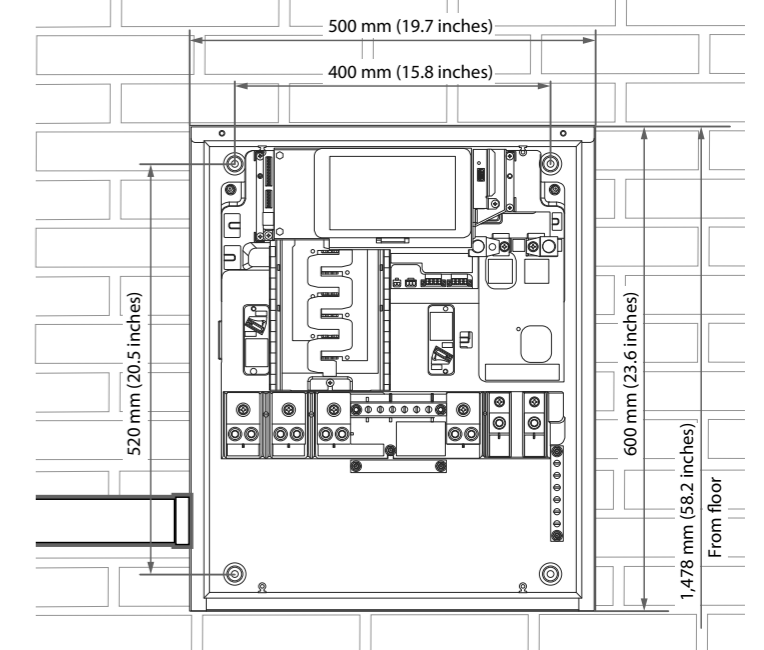 500 mm (19.7 inches)
400 mm (15.8 inches)
520 mm (20.5 inches)
600 mm (23.6 inches)
1,478 mm (58.2 inches)
From floor